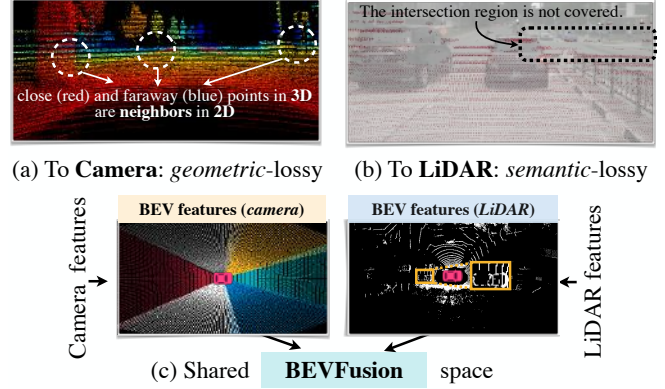 The intersection region is not covered.
close (red) and faraway (blue) points in 3D
are neighbors in 2D
(a) To Camera: geometric-lossy
(b) To LiDAR: semantic-lossy
Camera features
BEV features (camera)
BEV features (LiDAR)
LiDAR features
(c) Shared BEVFusion space